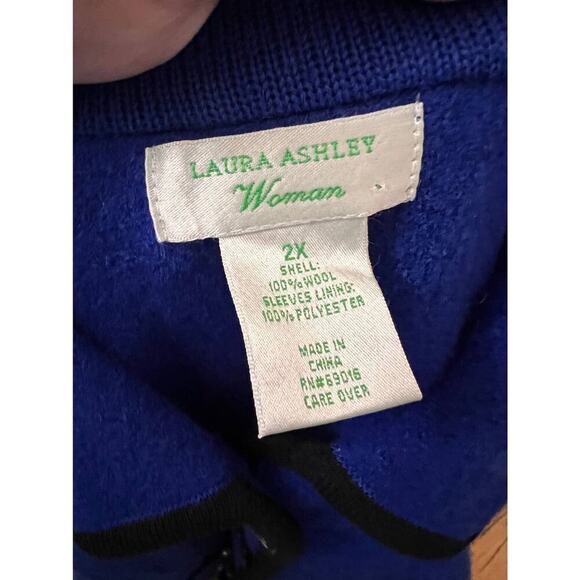 LAURA ASHLEY
Woman
2X
SHELL:
100% WOOL
SLEEVES LINING:
100% POLYESTER
MADE IN
CHINA
RN#69016
CARE OVER